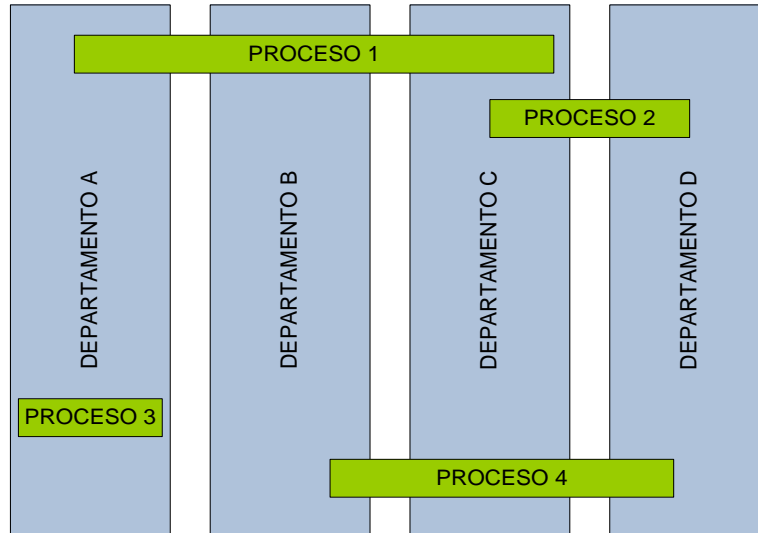 PROCESO 1
PROCESO 2
DEPARTAMENTO A
DEPARTAMENTO B
DEPARTAMENTO C
DEPARTAMENTO D
PROCESO 3
PROCESO 4